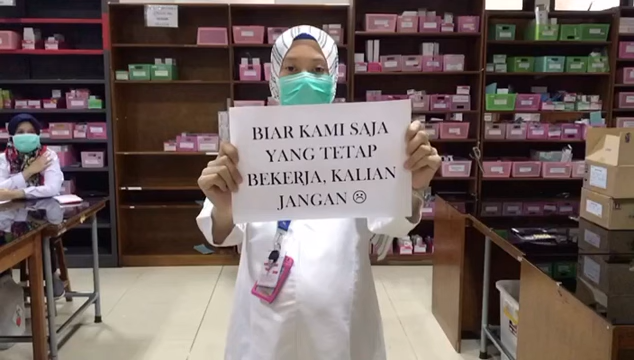 BIAR KAMI SAJA
YANG TETAP
BEKERJA, KALIAN
JANGAN ☹